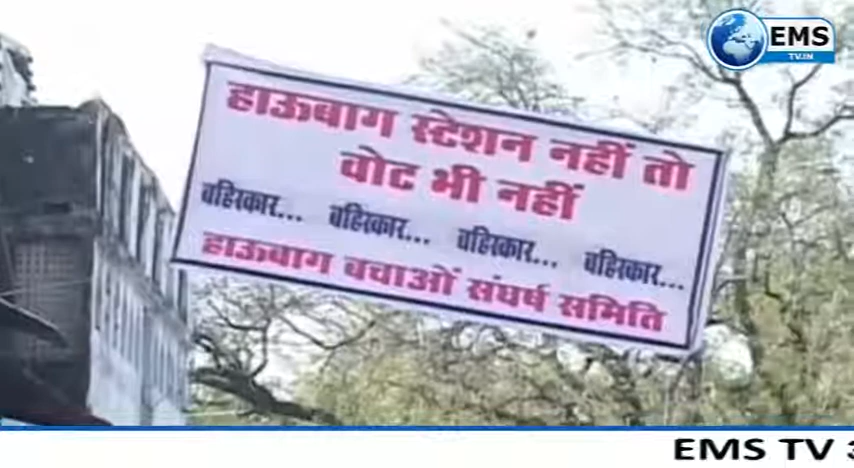 EMS
TV.IN
हाऊबाग स्टेशन नहीं तो
वोट भी नहीं
बहिस्कार... बहिस्कार... बहिस्कार... बहिस्कार...
हाऊबाग बचाओं संघर्ष समिति
EMS TV